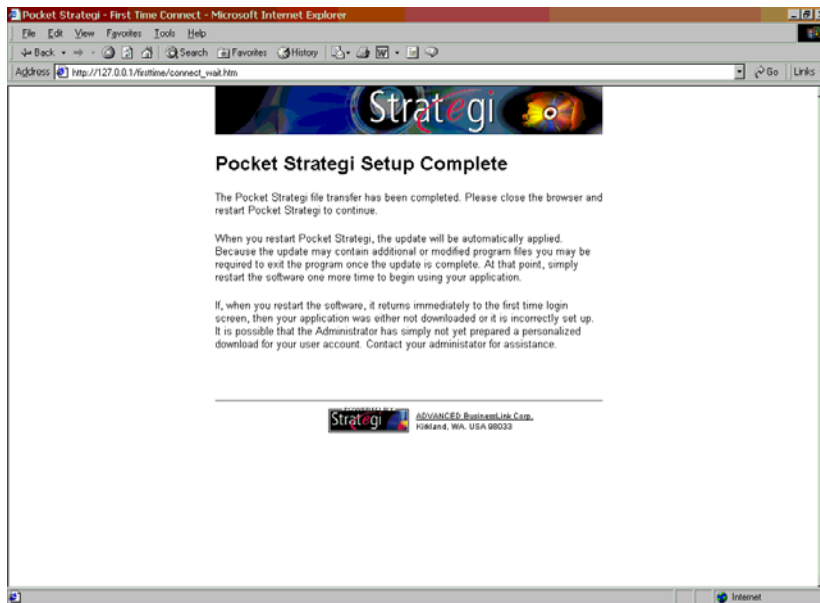 Pocket Strategi - First Time Connect - Microsoft Internet Explorer
File Edit View Favorites Tools Help
Back Search Favorites History
Address http://127.0.0.1/firsttime/connect_wait.htm Go Links
Strategi
Pocket Strategi Setup Complete
The Pocket Strategi file transfer has been completed. Please close the browser and
restart Pocket Strategi to continue.
When you restart Pocket Strategi, the update will be automatically applied.
Because the update may contain additional or modified program files you may be
required to exit the program once the update is complete. At that point, simply
restart the software one more time to begin using your application.
If, when you restart the software, it returns immediately to the first time login
screen, then your application was either not downloaded or it is incorrectly set up.
It is possible that the Administrator has simply not yet prepared a personalized
download for your user account. Contact your administator for assistance.
POWERED BY
Strategi
ADVANCED BusinessLink Corp.
Kirkland, WA. USA 98033
Internet